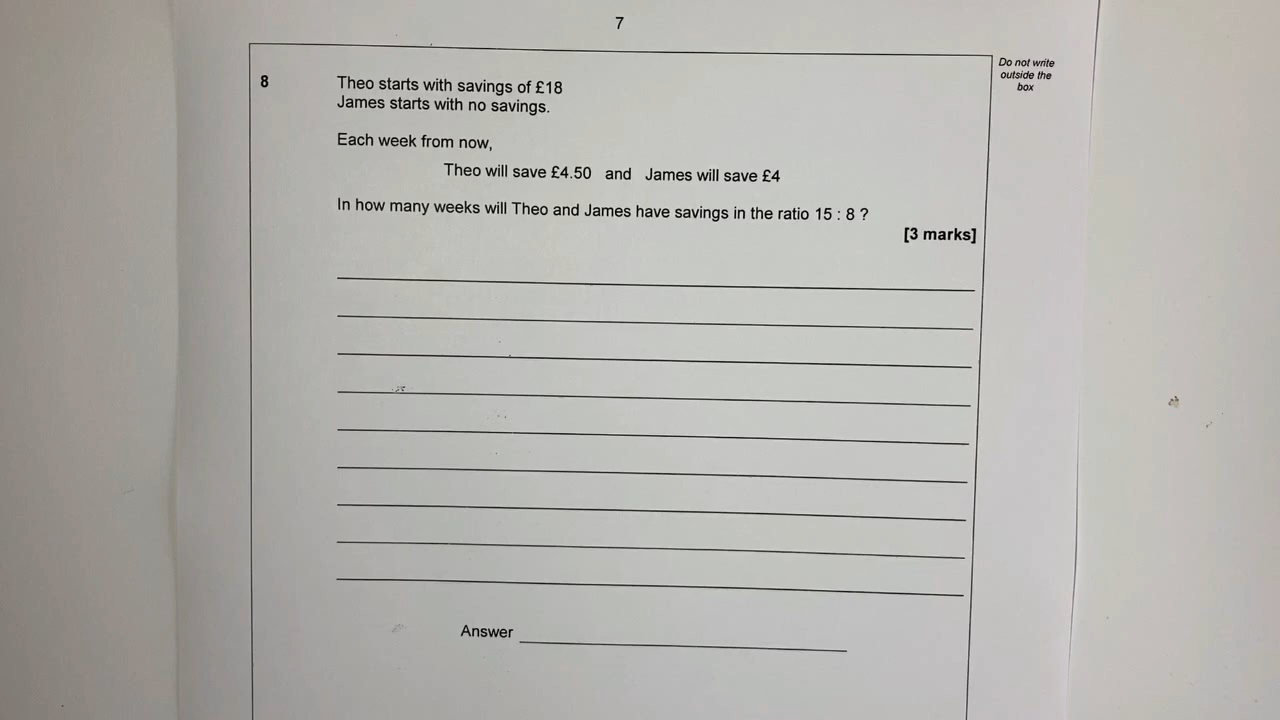 7
Do not write
outside the
box
8 Theo starts with savings of £18
James starts with no savings.
Each week from now,
Theo will save £4.50 and James will save £4
In how many weeks will Theo and James have savings in the ratio 15 : 8 ?
[3 marks]
Answer